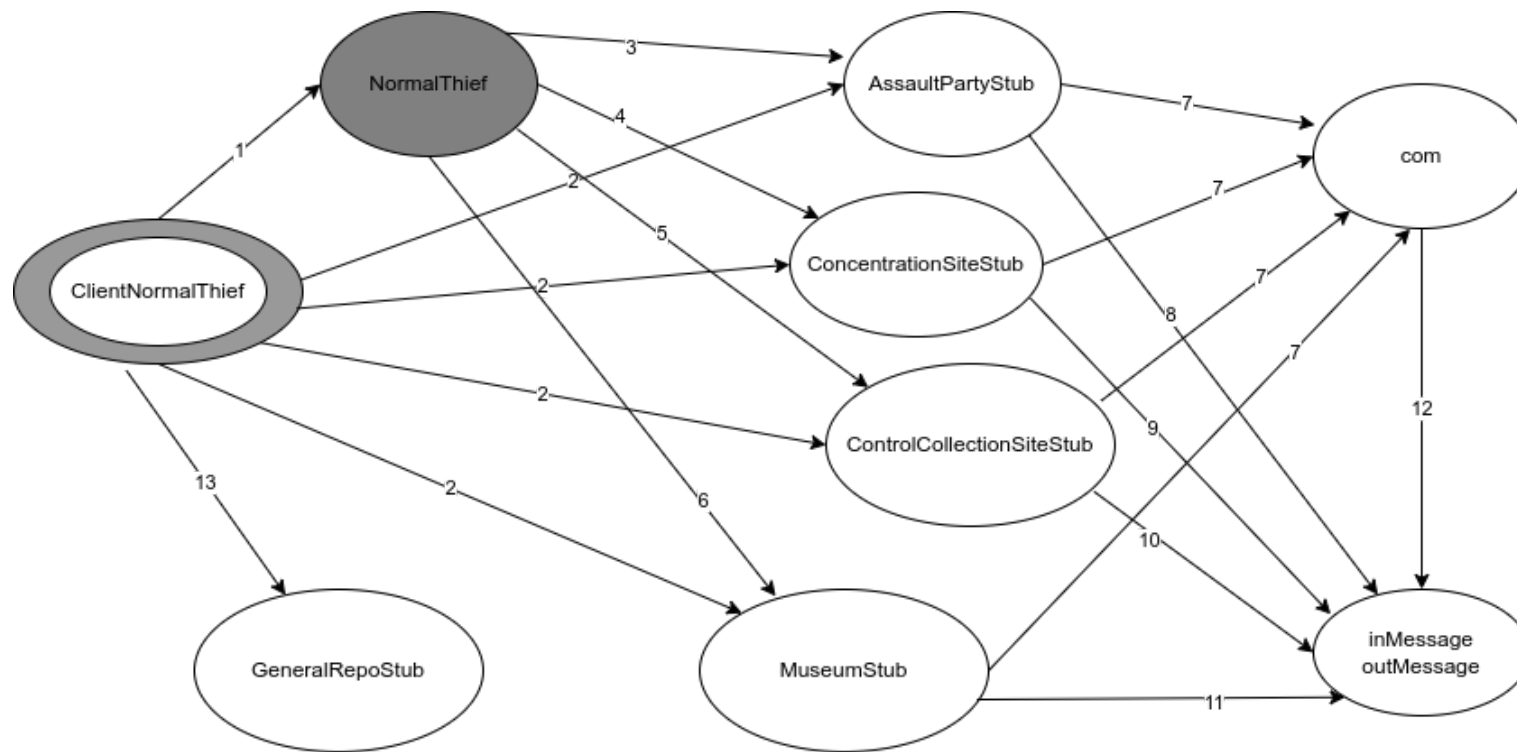 NormalThief
3
AssaultPartyStub
7
com
4
1
2
7
5
ConcentrationSiteStub
ClientNormalThief
2
7
8
7
2
12
9
ControlCollectionSiteStub
13
2
6
10
GeneralRepoStub
MuseumStub
11
inMessage
outMessage